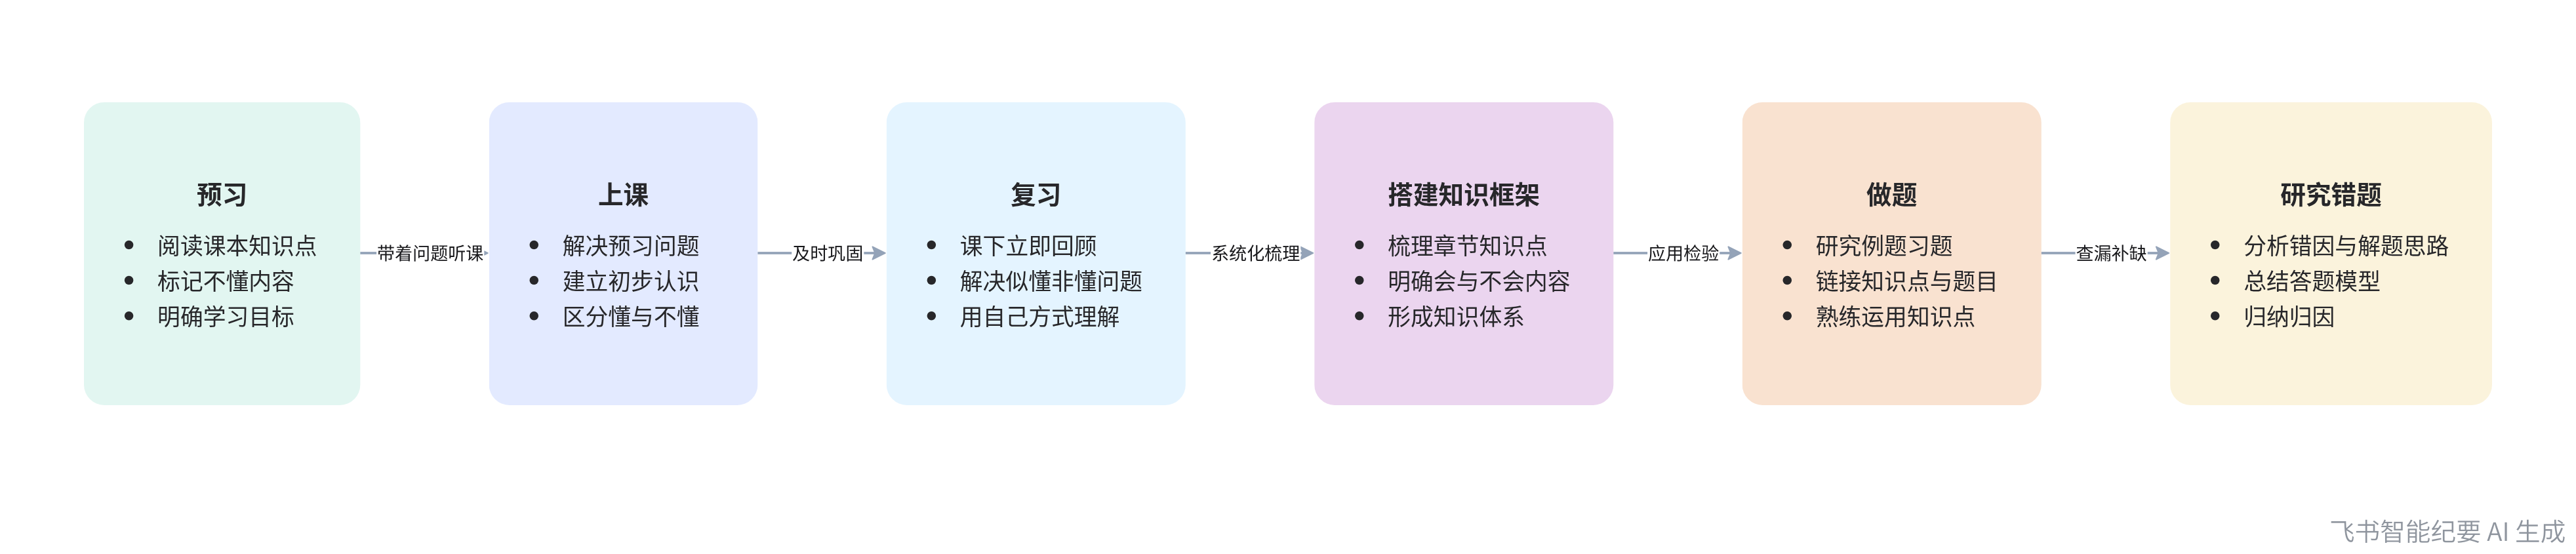 预习
• 阅读课本知识点
• 标记不懂内容
• 明确学习目标
带着问题听课
上课
• 解决预习问题
• 建立初步认识
• 区分懂与不懂
及时巩固
复习
• 课下立即回顾
• 解决似懂非懂问题
• 用自己方式理解
系统化梳理
搭建知识框架
• 梳理章节知识点
• 明确会与不会内容
• 形成知识体系
应用检验
做题
• 研究例题习题
• 链接知识点与题目
• 熟练运用知识点
查漏补缺
研究错题
• 分析错因与解题思路
• 总结答题模型
• 归纳归因
飞书智能纪要 AI 生成